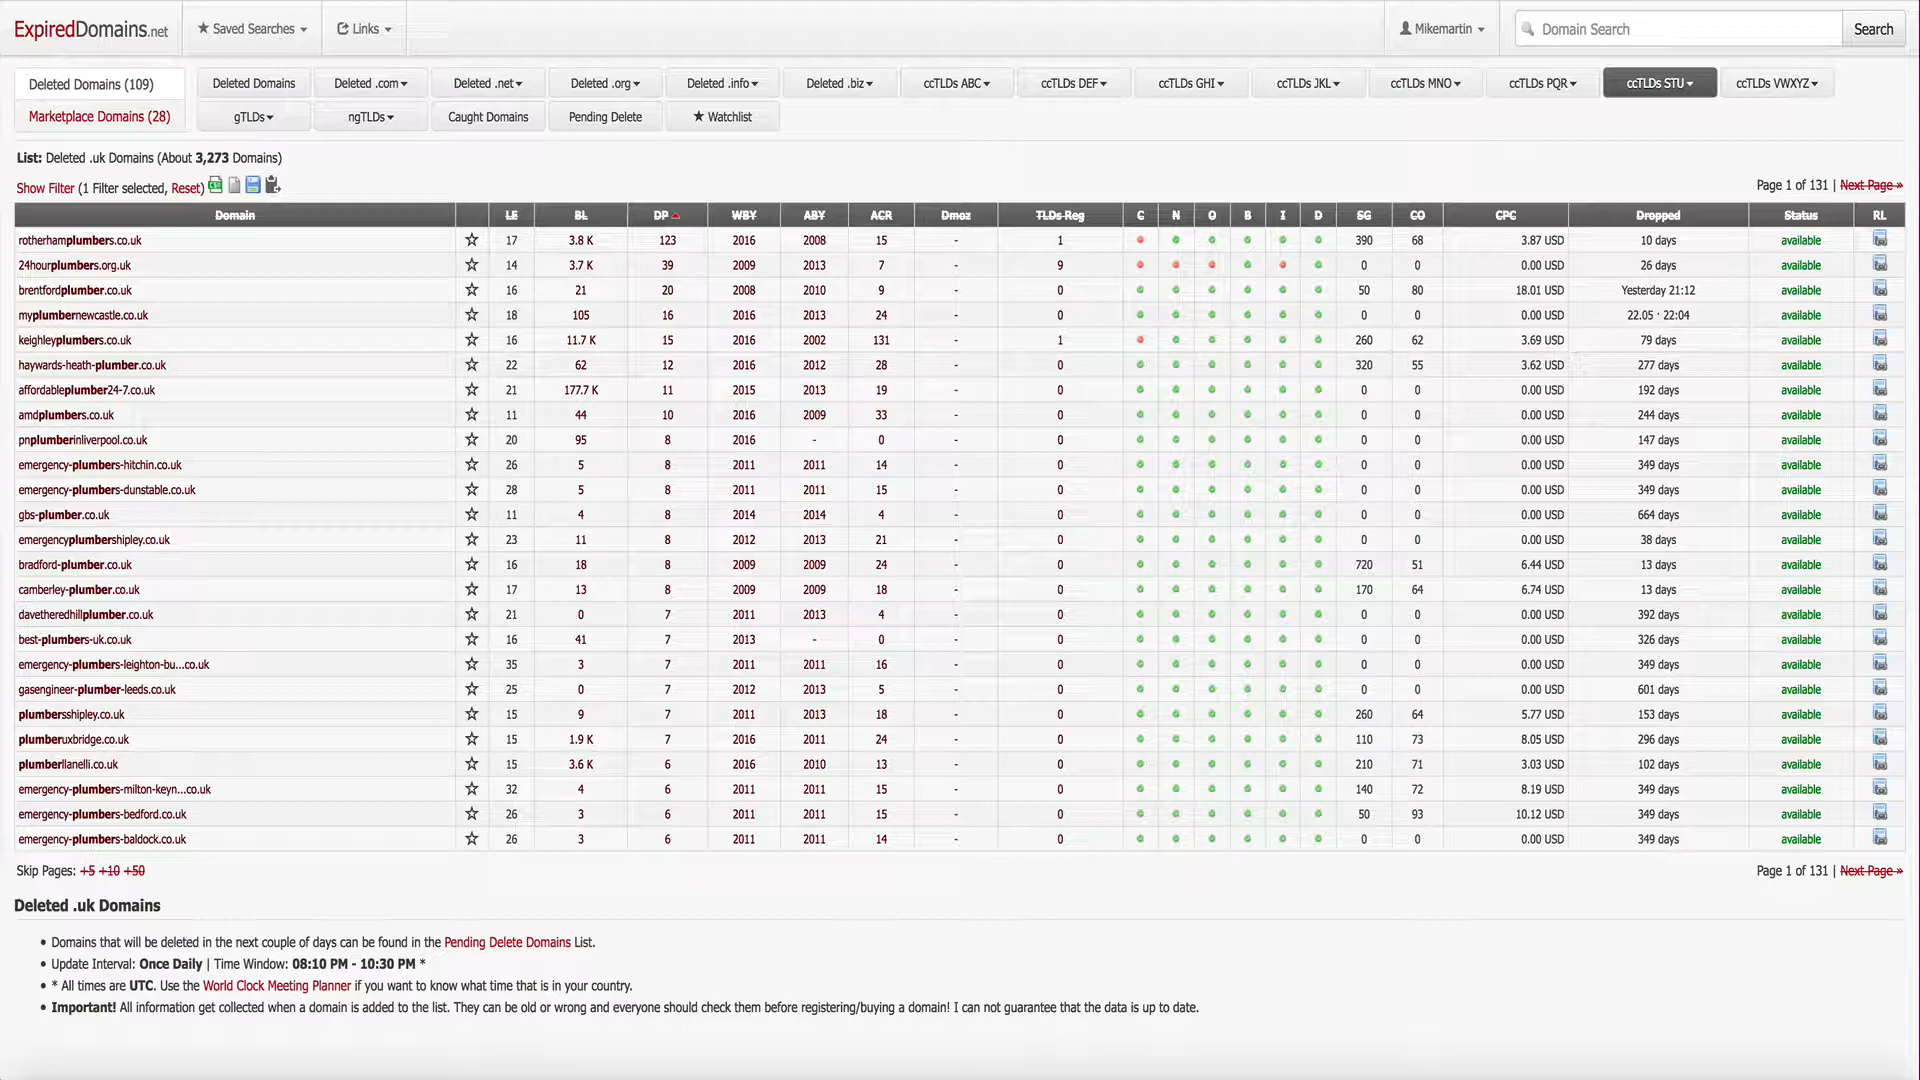 ExpiredDomains.net
★ Saved Searches
Links
Mikemartin
Domain Search
Search
Deleted Domains (109)
Marketplace Domains (28)
Deleted Domains
Deleted .com
Deleted .net
Deleted .org
Deleted .info
Deleted .biz
ccTLDs ABC
ccTLDs DEF
ccTLDs GHI
ccTLDs JKL
ccTLDs MNO
ccTLDs PQR
ccTLDs STU
ccTLDs VWXYZ
gTLDs
ngTLDs
Caught Domains
Pending Delete
★ Watchlist
List: Deleted .uk Domains (About 3,273 Domains)
Show Filter (1 Filter selected, Reset)
Page 1 of 131 | Next Page »
Domain LE BL DP WBY ABY ACR Dmoz TLDs Reg C N O B I D SG CO CPC Dropped Status RL
rotherhamplumbers.co.uk 17 3.8 K 123 2016 2008 15 - 1 390 68 3.87 USD 10 days available
24hourplumbers.org.uk 14 3.7 K 39 2009 2013 7 - 9 0 0 0.00 USD 26 days available
brentfordplumber.co.uk 16 21 20 2008 2010 9 - 0 50 80 18.01 USD Yesterday 21:12 available
myplumbernewcastle.co.uk 18 105 16 2016 2013 24 - 0 0 0 0.00 USD 22.05 · 22:04 available
keighleyplumbers.co.uk 16 11.7 K 15 2016 2002 131 - 1 260 62 3.69 USD 79 days available
haywards-heath-plumber.co.uk 22 62 12 2016 2012 28 - 0 320 55 3.62 USD 277 days available
affordableplumber24-7.co.uk 21 177.7 K 11 2015 2013 19 - 0 0 0 0.00 USD 192 days available
amdplumbers.co.uk 11 44 10 2016 2009 33 - 0 0 0 0.00 USD 244 days available
pnplumberinliverpool.co.uk 20 95 8 2016 - 0 - 0 0 0 0.00 USD 147 days available
emergency-plumbers-hitchin.co.uk 26 5 8 2011 2011 14 - 0 0 0 0.00 USD 349 days available
emergency-plumbers-dunstable.co.uk 28 5 8 2011 2011 15 - 0 0 0 0.00 USD 349 days available
gbs-plumber.co.uk 11 4 8 2014 2014 4 - 0 0 0 0.00 USD 664 days available
emergencyplumbershipley.co.uk 23 11 8 2012 2013 21 - 0 0 0 0.00 USD 38 days available
bradford-plumber.co.uk 16 18 8 2009 2009 24 - 0 720 51 6.44 USD 13 days available
camberley-plumber.co.uk 17 13 8 2009 2009 18 - 0 170 64 6.74 USD 13 days available
davetheredhillplumber.co.uk 21 0 7 2011 2013 4 - 0 0 0 0.00 USD 392 days available
best-plumbers-uk.co.uk 16 41 7 2013 - 0 - 0 0 0 0.00 USD 326 days available
emergency-plumbers-leighton-bu...co.uk 35 3 7 2011 2011 16 - 0 0 0 0.00 USD 349 days available
gasengineer-plumber-leeds.co.uk 25 0 7 2012 2013 5 - 0 0 0 0.00 USD 601 days available
plumbersshipley.co.uk 15 9 7 2011 2013 18 - 0 260 64 5.77 USD 153 days available
plumberuxbridge.co.uk 15 1.9 K 7 2016 2011 24 - 0 110 73 8.05 USD 296 days available
plumberllanelli.co.uk 15 3.6 K 6 2016 2010 13 - 0 210 71 3.03 USD 102 days available
emergency-plumbers-milton-keyn...co.uk 32 4 6 2011 2011 15 - 0 140 72 8.19 USD 349 days available
emergency-plumbers-bedford.co.uk 26 3 6 2011 2011 15 - 0 50 93 10.12 USD 349 days available
emergency-plumbers-baldock.co.uk 26 3 6 2011 2011 14 - 0 0 0 0.00 USD 349 days available
Skip Pages: +5 +10 +50
Page 1 of 131 | Next Page »
Deleted .uk Domains
• Domains that will be deleted in the next couple of days can be found in the Pending Delete Domains List.
• Update Interval: Once Daily | Time Window: 08:10 PM - 10:30 PM *
• * All times are UTC. Use the World Clock Meeting Planner if you want to know what time that is in your country.
• Important! All information get collected when a domain is added to the list. They can be old or wrong and everyone should check them before registering/buying a domain! I can not guarantee that the data is up to date.